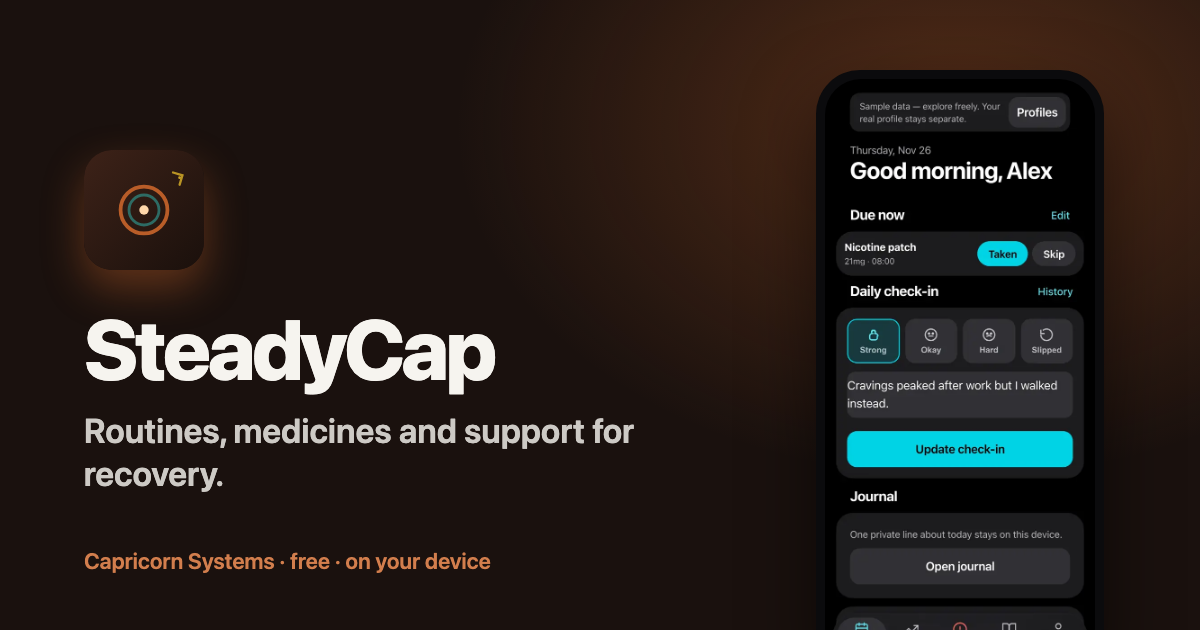 SteadyCap
Routines, medicines and support for
recovery.
Capricorn Systems · free · on your device
Sample data — explore freely. Your
real profile stays separate.
Profiles
Thursday, Nov 26
Good morning, Alex
Due now
Edit
Nicotine patch
21mg · 08:00
Taken
Skip
Daily check-in
History
Strong
Okay
Hard
Slipped
Cravings peaked after work but I walked
instead.
Update check-in
Journal
One private line about today stays on this device.
Open journal